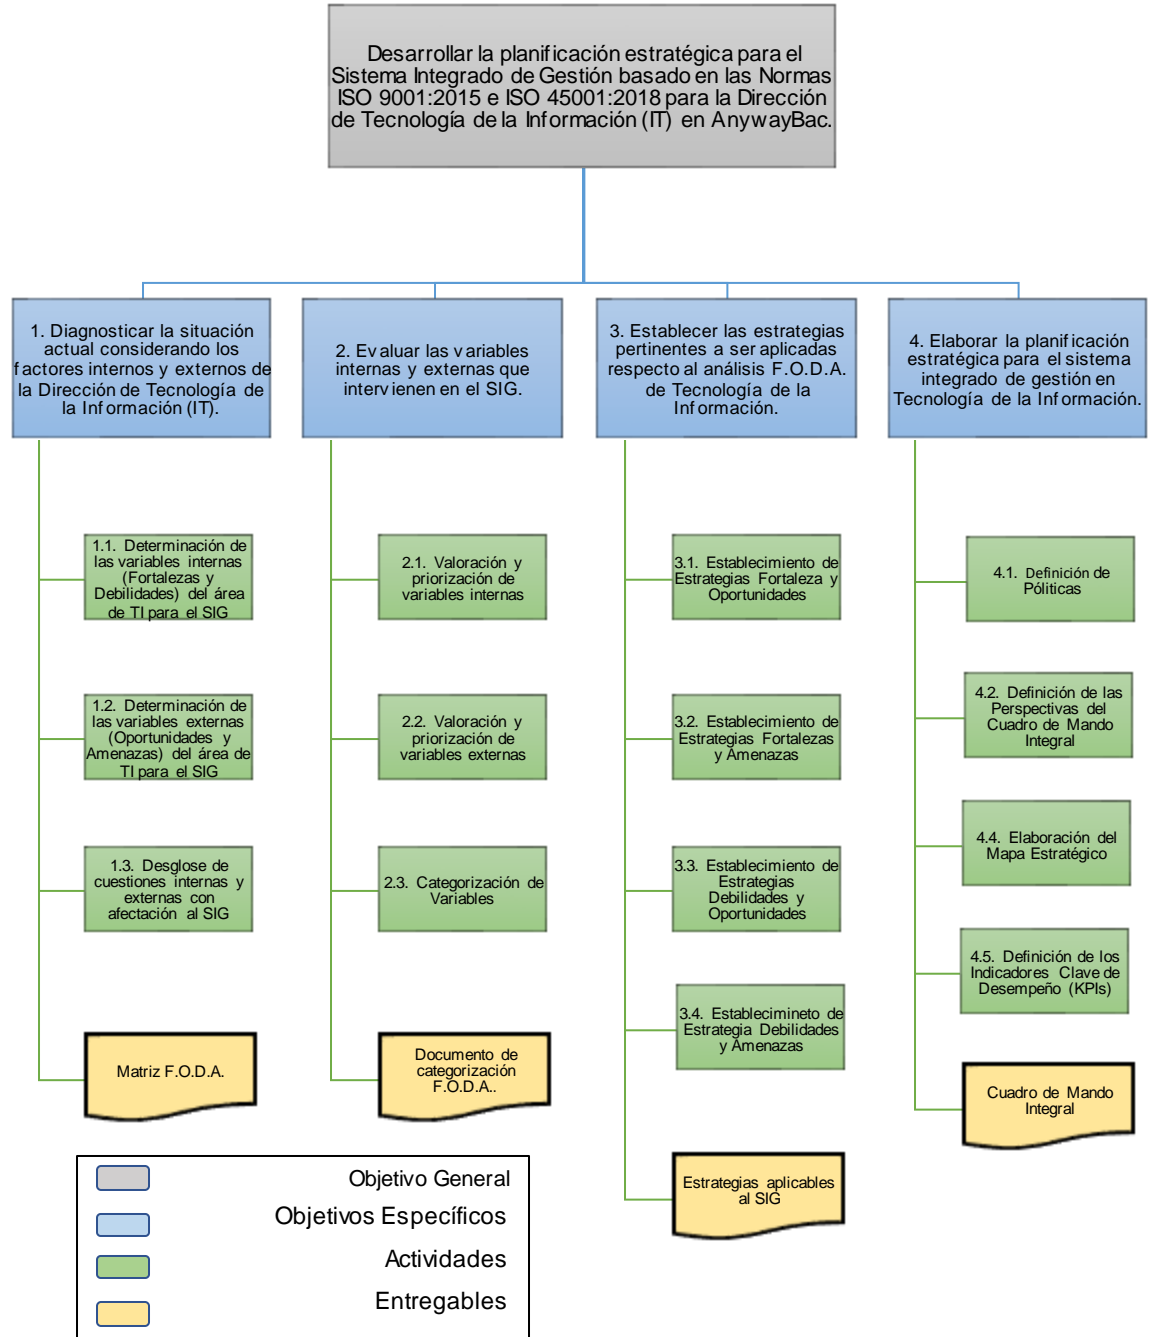 Desarrollar la planificación estratégica para el
Sistema Integrado de Gestión basado en las Normas
ISO 9001:2015 e ISO 45001:2018 para la Dirección
de Tecnología de la Información (IT) en AnywayBac.
1. Diagnosticar la situación
actual considerando los
factores internos y externos de
la Dirección de Tecnología de
la Información (IT).
2. Evaluar las variables
internas y externas que
intervienen en el SIG.
3. Establecer las estrategias
pertinentes a ser aplicadas
respecto al análisis F.O.D.A.
de Tecnología de la
Información.
4. Elaborar la planificación
estratégica para el sistema
integrado de gestión en
Tecnología de la Información.
1.1. Determinación de
las variables internas
(Fortalezas y
Debilidades) del área
de TI para el SIG
1.2. Determinación de
las variables externas
(Oportunidades y
Amenazas) del área de
TI para el SIG
1.3. Desglose de
cuestiones internas y
externas con
afectación al SIG
Matriz F.O.D.A.
2.1. Valoración y
priorización de
variables internas
2.2. Valoración y
priorización de
variables externas
2.3. Categorización de
Variables
Documento de
categorización
F.O.D.A..
3.1. Establecimiento de
Estrategias Fortaleza y
Oportunidades
3.2. Establecimiento de
Estrategias Fortalezas
y Amenazas
3.3. Establecimiento de
Estrategias
Debilidades y
Oportunidades
3.4. Establecimineto de
Estrategia Debilidades
y Amenazas
Estrategias aplicables
al SIG
4.1. Definición de
Póliticas
4.2. Definición de las
Perspectivas del
Cuadro de Mando
Integral
4.4. Elaboración del
Mapa Estratégico
4.5. Definición de los
Indicadores Clave de
Desempeño (KPIs)
Cuadro de Mando
Integral
Objetivo General
Objetivos Específicos
Actividades
Entregables